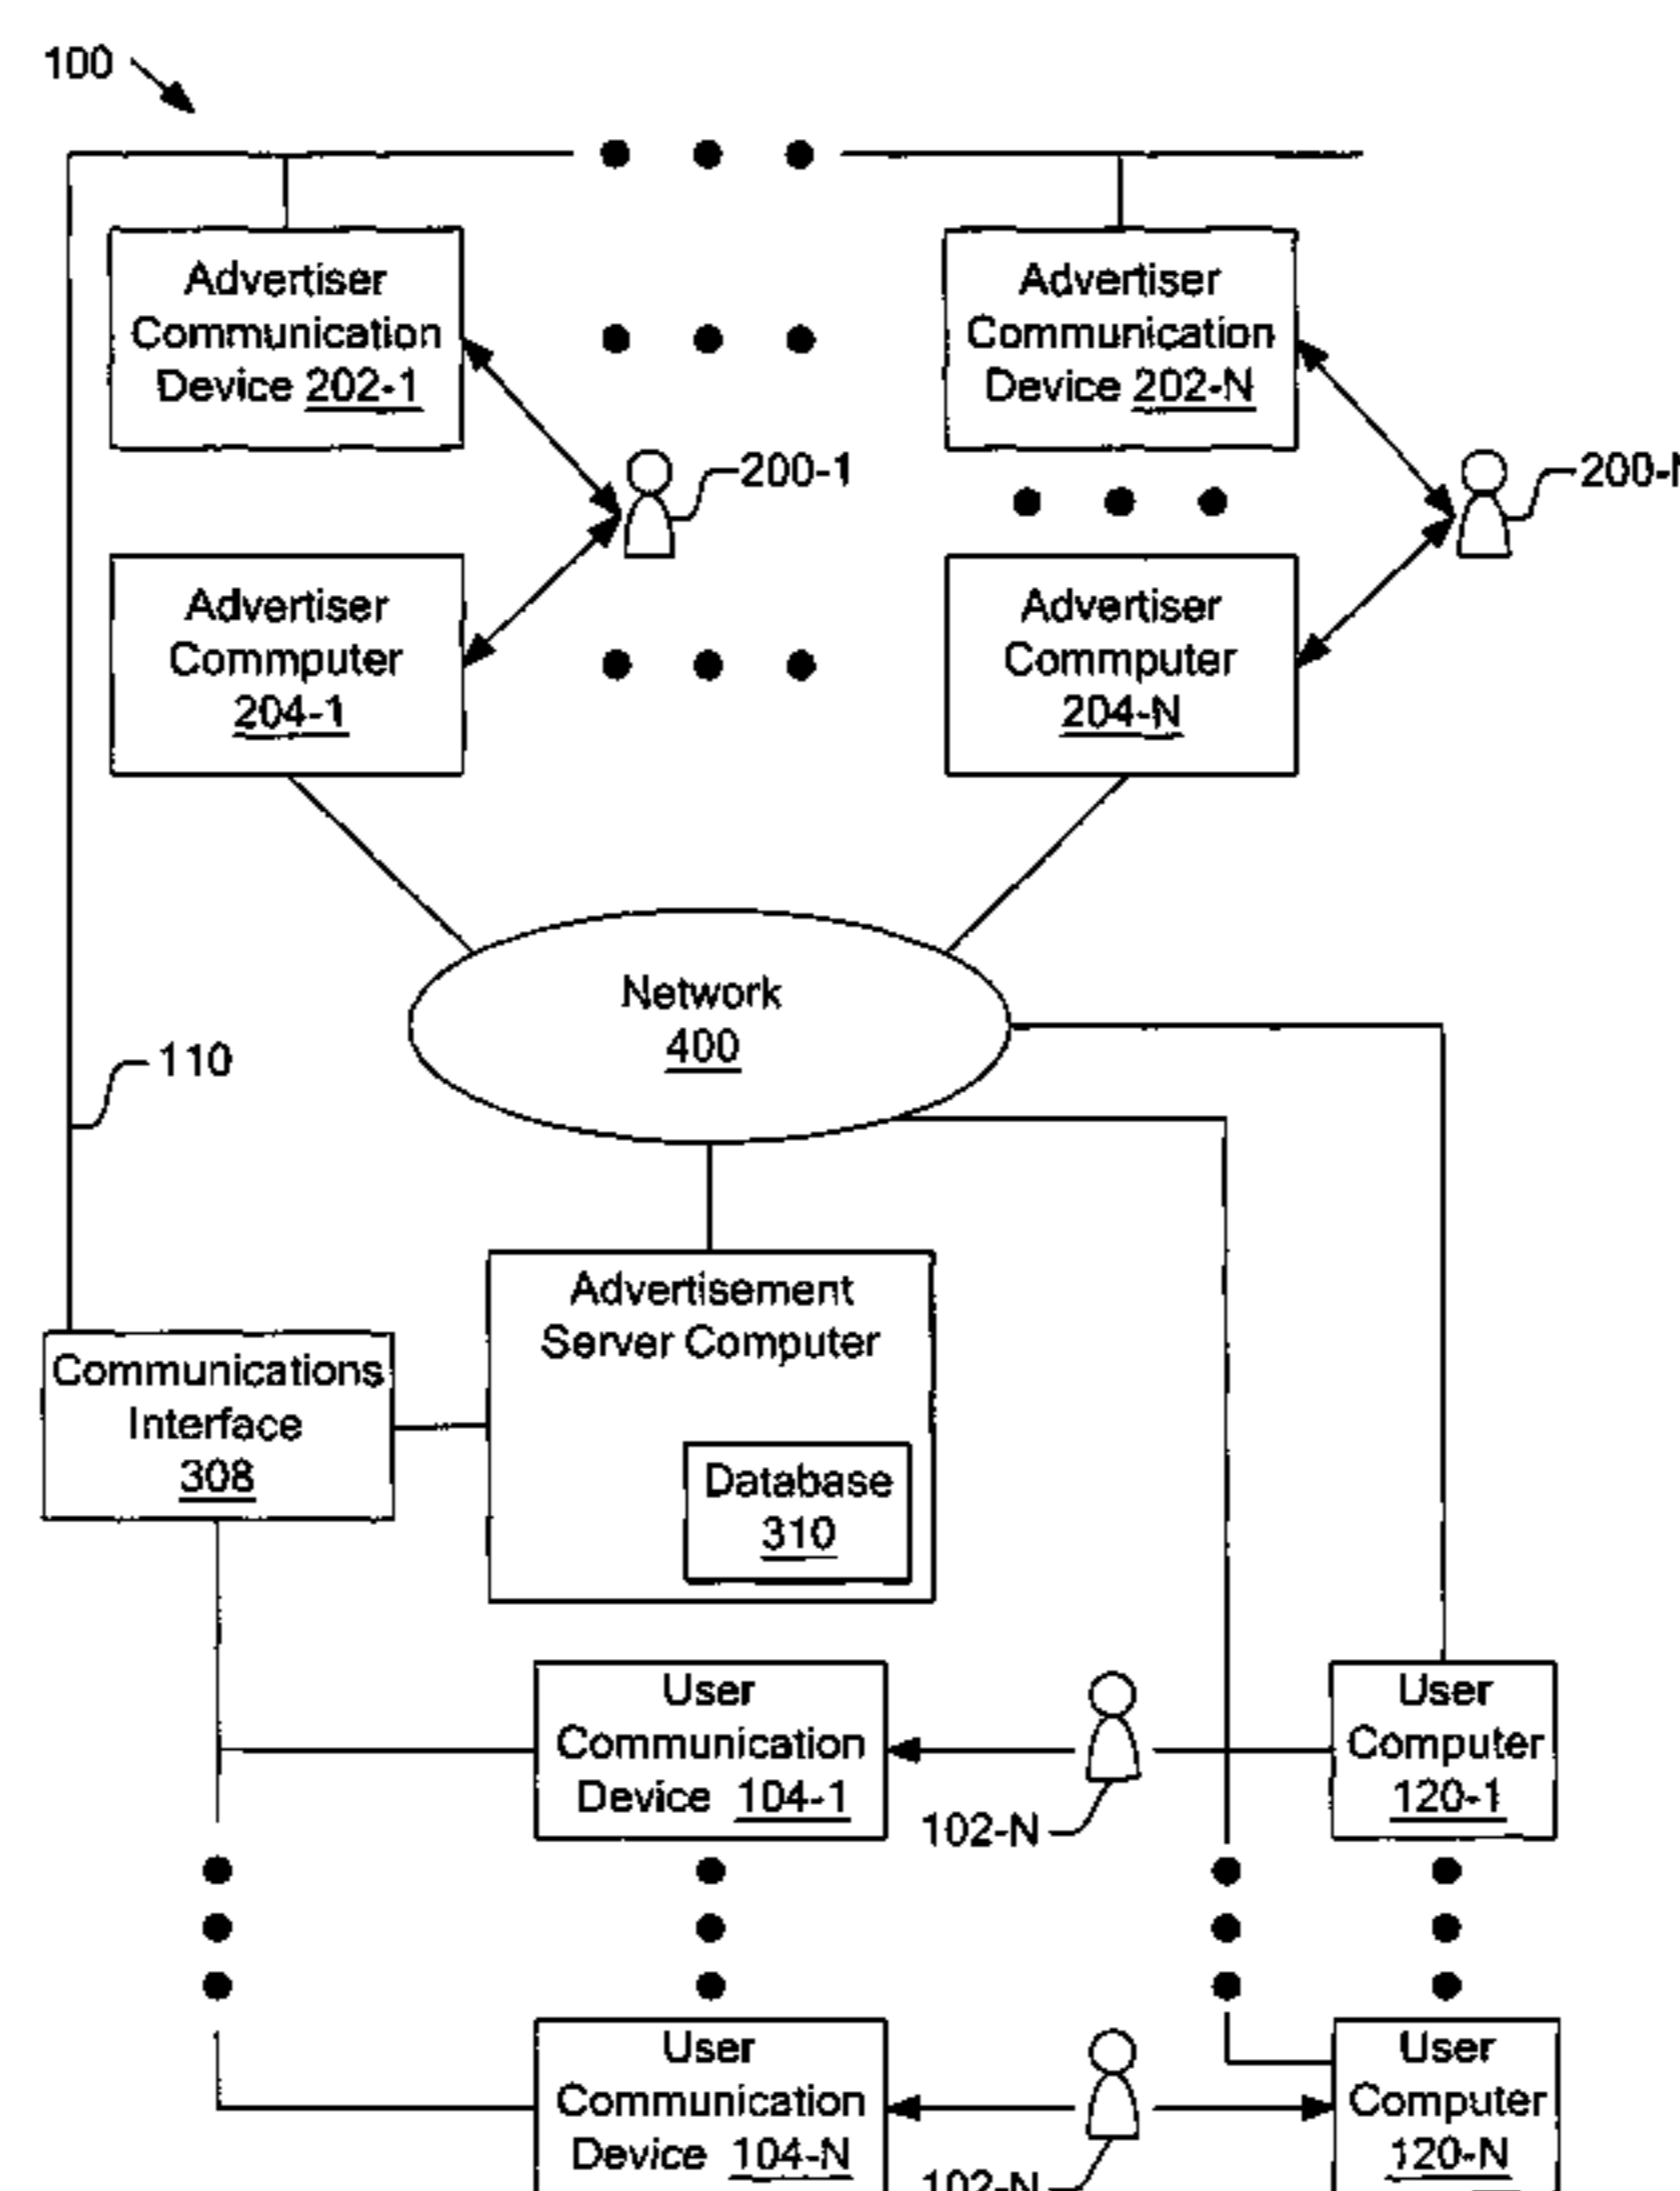 100
Advertiser
Communication
Device 202-1
Advertiser
Communication
Device 202-N
200-1
200-N
Advertiser
Commputer
204-1
Advertiser
Commputer
204-N
Network
400
110
Advertisement
Server Computer
Communications
Interface
308
Database
310
User
Communication
Device 104-1
102-N
User
Computer
120-1
User
Communication
Device 104-N
102-N
User
Computer
120-N